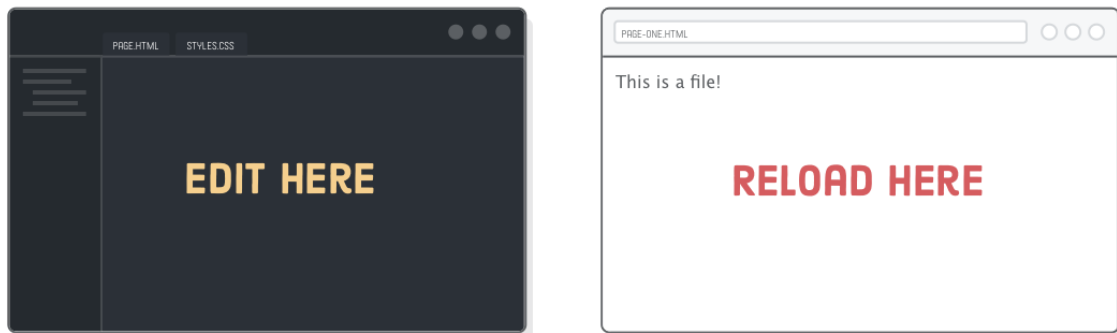 PAGE.HTML STYLES.CSS
EDIT HERE
PAGE-ONE.HTML
This is a file!
RELOAD HERE